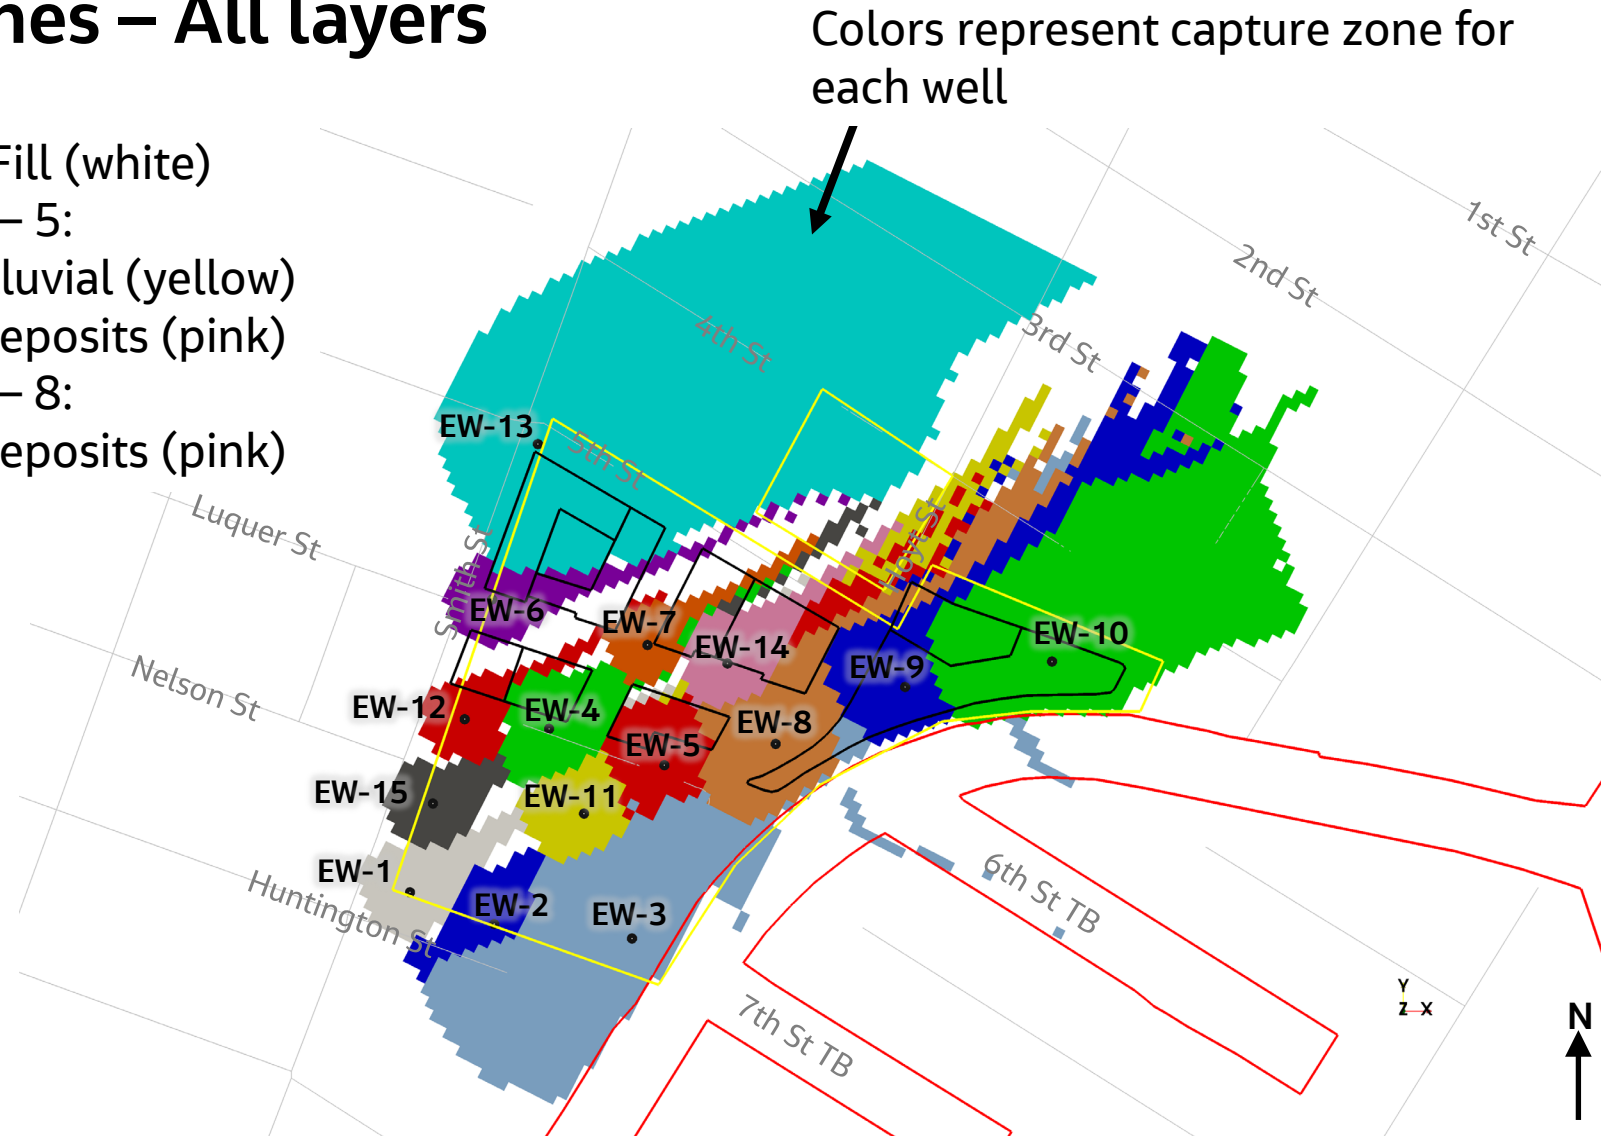 nes – All layers
Colors represent capture zone for
each well
Fill (white)
– 5:
luvial (yellow)
eposits (pink)
– 8:
eposits (pink)
1st St
2nd St
3rd St
4th St
5th St
EW-13
Luquer St
Smith St
Hoyt St
EW-6
EW-7
EW-14
EW-10
EW-9
Nelson St
EW-12
EW-4
EW-8
EW-5
EW-15
EW-11
EW-1
Huntington St
EW-2
EW-3
6th St TB
7th St TB
Y
Z X
N